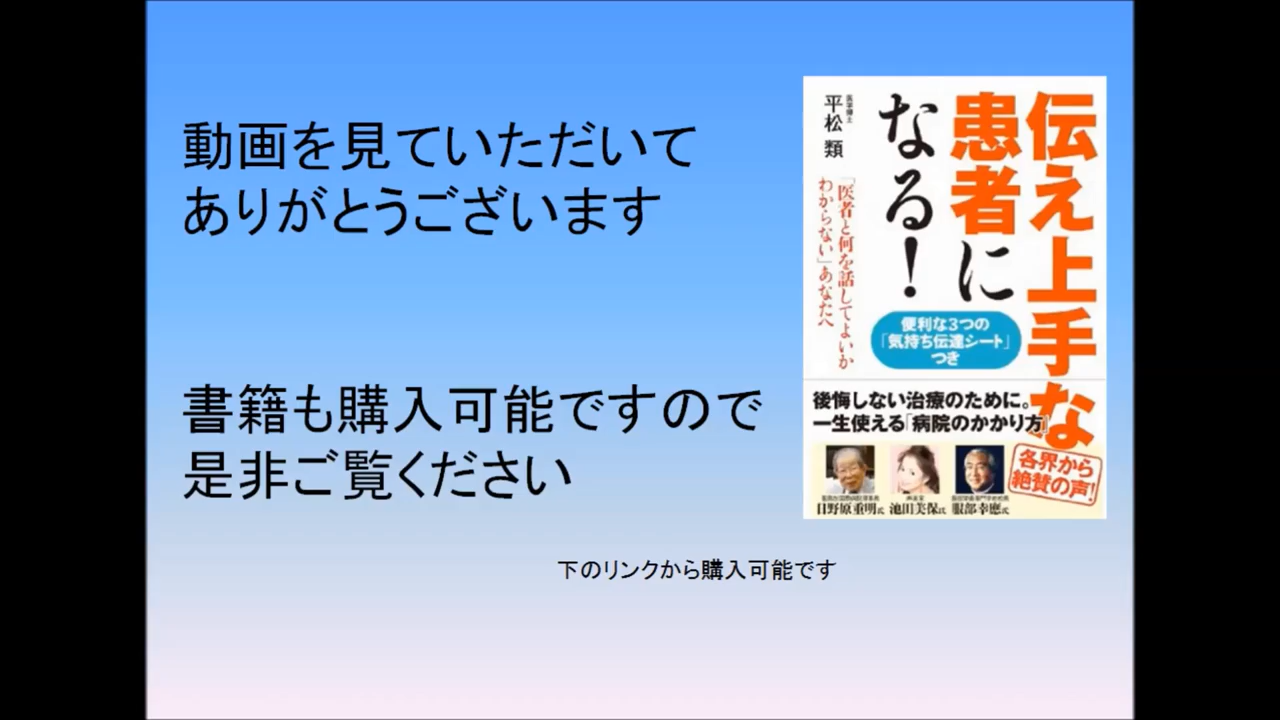 動画を見ていただいて
ありがとうございます
書籍も購入可能ですので
是非ご覧ください
下のリンクから購入可能です
伝え上手な
患者に
なる!
医学博士
平松 類
「医者と何を話してよいか
わからない」あなたへ
便利な3つの
「気持ち伝達シート」
つき
後悔しない治療のために。
一生使える「病院のかかり方」
各界から
絶賛の声!
日野原重明氏
声楽家
池田美保氏
服部幸應氏